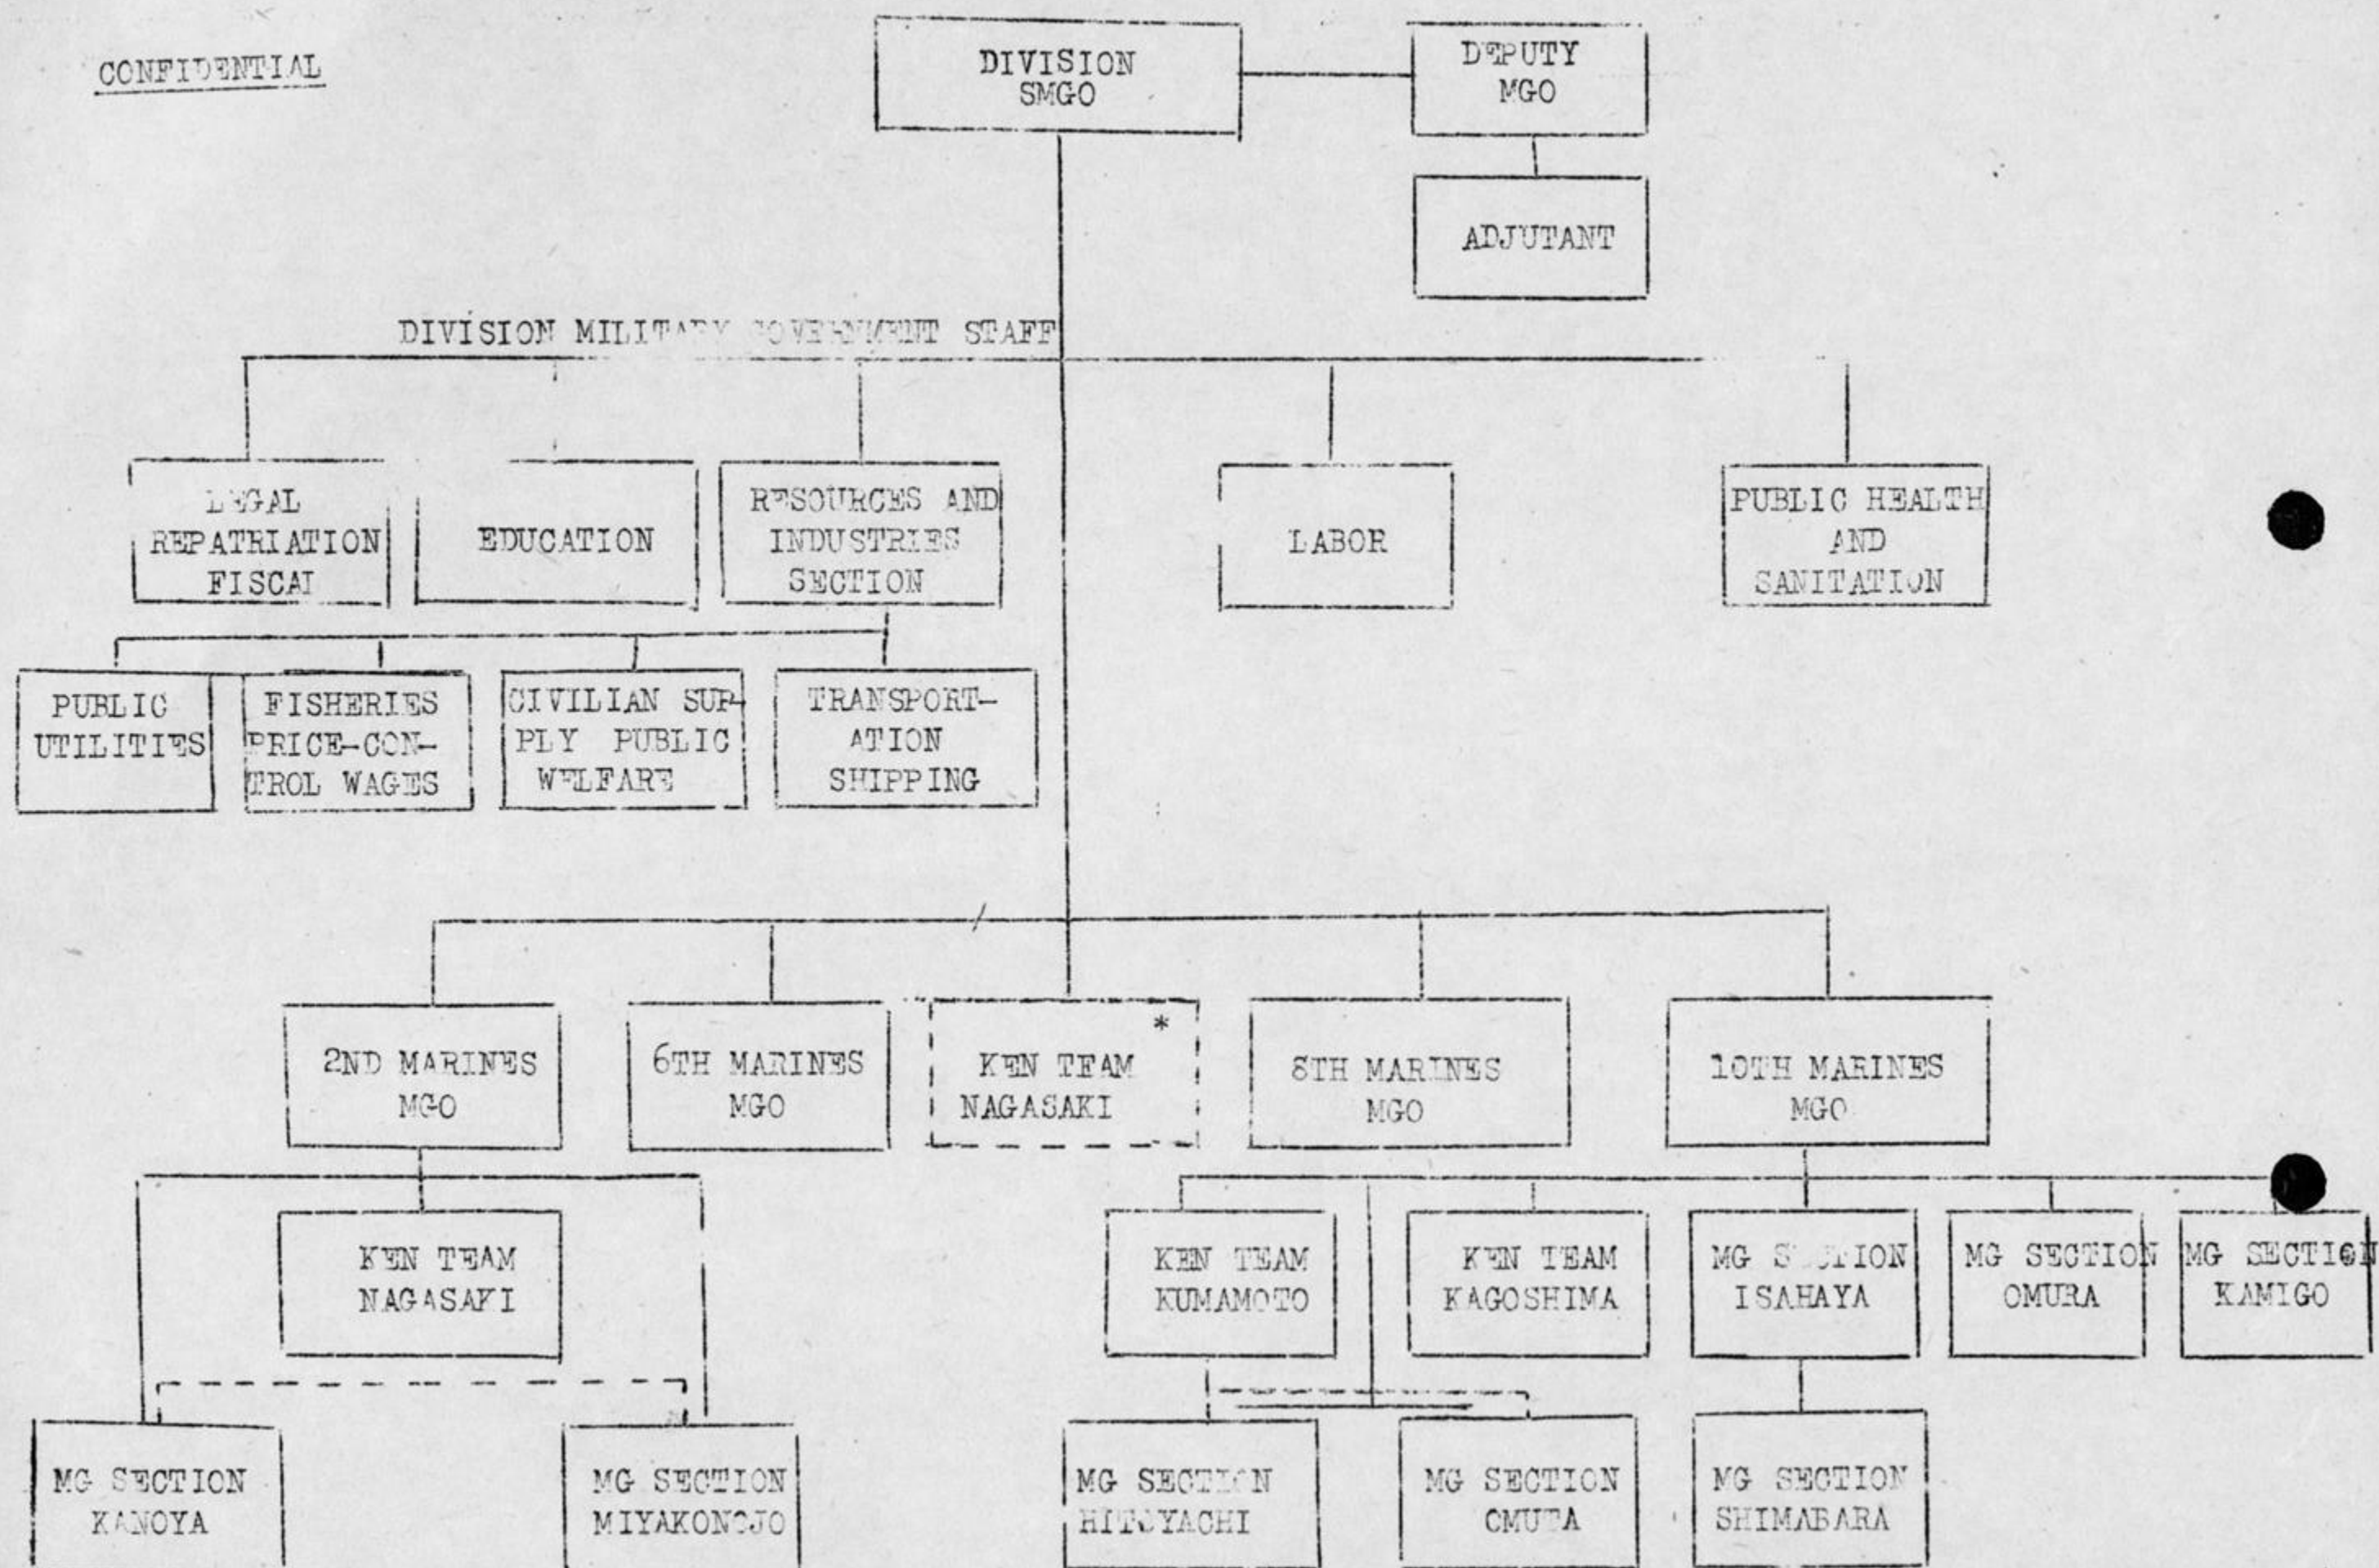 CONFIDENTIAL
DIVISION
SMGO
DEPUTY
MGO
ADJUTANT
DIVISION MILITARY GOVERNMENT STAFF
LEGAL
REPATRIATION
FISCAL
EDUCATION
RESOURCES AND
INDUSTRIES
SECTION
LABOR
PUBLIC HEALTH
AND
SANITATION
PUBLIC
UTILITIES
FISHERIES
PRICE-CON-
TROL WAGES
CIVILIAN SUP-
PLY PUBLIC
WELFARE
TRANSPORT-
ATION
SHIPPING
2ND MARINES
MGO
6TH MARINES
MGO
*
KEN TEAM
NAGASAKI
8TH MARINES
MGO
10TH MARINES
MGO
KEN TEAM
NAGASAKI
KEN TEAM
KUMAMOTO
KEN TEAM
KAGOSHIMA
MG SECTION
ISAHAYA
MG SECTION
OMURA
MG SECTION
KAMIGO
MG SECTION
KANOYA
MG SECTION
MIYAKONOJO
MG SECTION
HITOYACHI
MG SECTION
OMUTA
MG SECTION
SHIMABARA